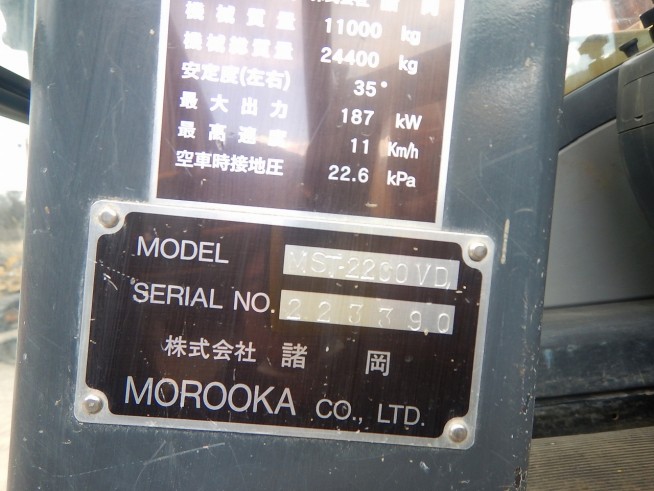 機械質量 11000 kg
機械総質量 24400 kg
安定度(左右) 35°
最大出力 187 kW
最高速度 11 Km/h
空車時接地圧 22.6 kPa
MODEL MST-2200VD
SERIAL NO. 223390
株式会社 諸岡
MOROOKA CO., LTD.